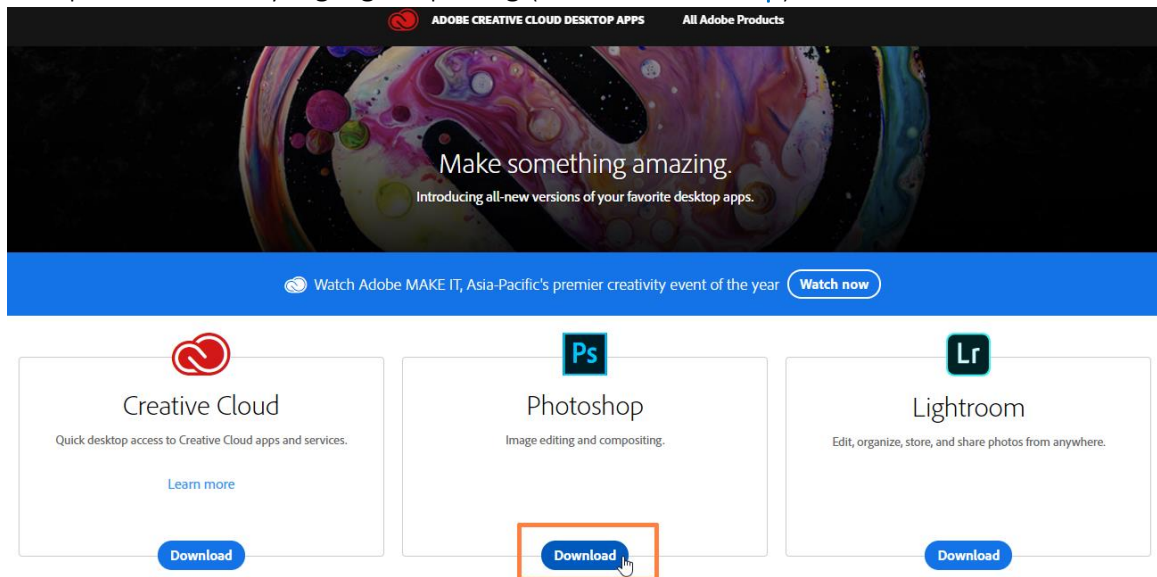 ADOBE CREATIVE CLOUD DESKTOP APPS All Adobe Products
Make something amazing.
Introducing all-new versions of your favorite desktop apps.
Watch Adobe MAKE IT, Asia-Pacific's premier creativity event of the year Watch now
Ps
Lr
Creative Cloud
Quick desktop access to Creative Cloud apps and services.
Learn more
Download
Photoshop
Image editing and compositing.
Download
Lightroom
Edit, organize, store, and share photos from anywhere.
Download